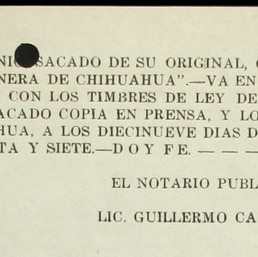 SACADO DE SU ORIGINAL,
NERA DE CHIHUAHUA".—VA EN
CON LOS TIMBRES DE LEY DE
ACADO COPIA EN PRENSA, Y LO
HUA, A LOS DIECINUEVE DIAS D
TA Y SIETE.—D O Y F E. — — —
EL NOTARIO PUBL
LIC. GUILLERMO CA